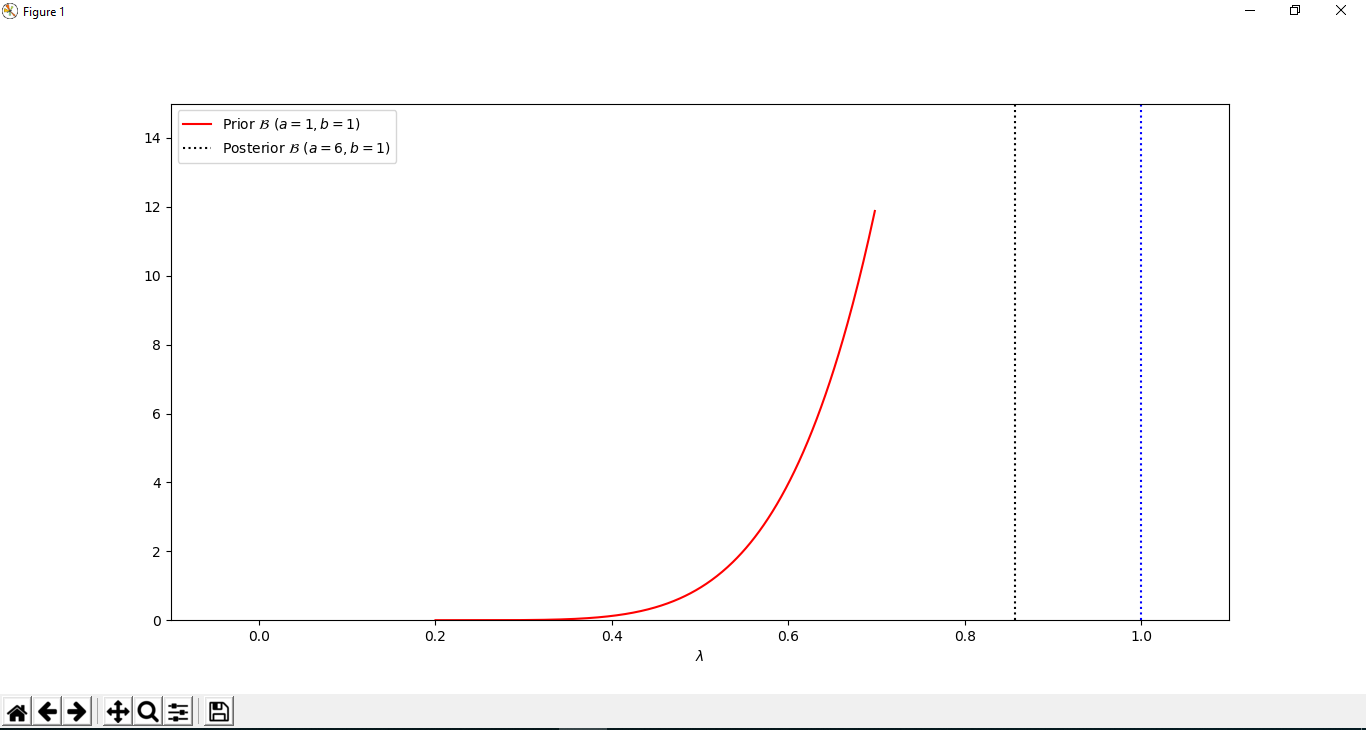 Figure 1
Prior ℬ (a = 1, b = 1)
Posterior ℬ (a = 6, b = 1)
14
12
10
8
6
4
2
0
0.0 0.2 0.4 0.6 0.8 1.0
λ